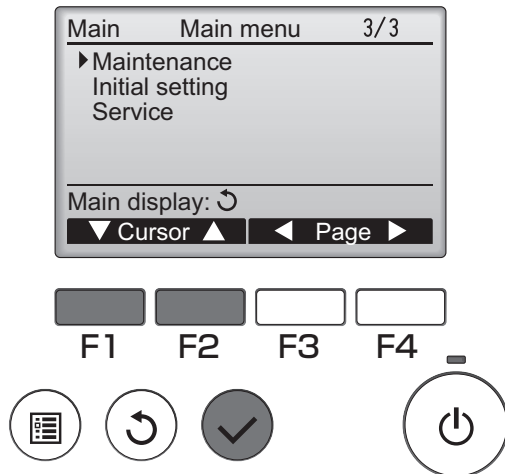 Main Main menu 3/3
Maintenance
Initial setting
Service
Main display:
Cursor Page
F1 F2 F3 F4